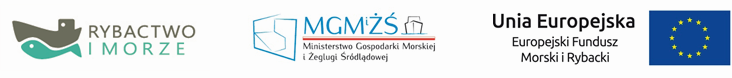 RYBACTWO
I MORZE
MGMiŻŚ
Ministerstwo Gospodarki Morskiej
i Żeglugi Śródlądowej
Unia Europejska
Europejski Fundusz
Morski i Rybacki